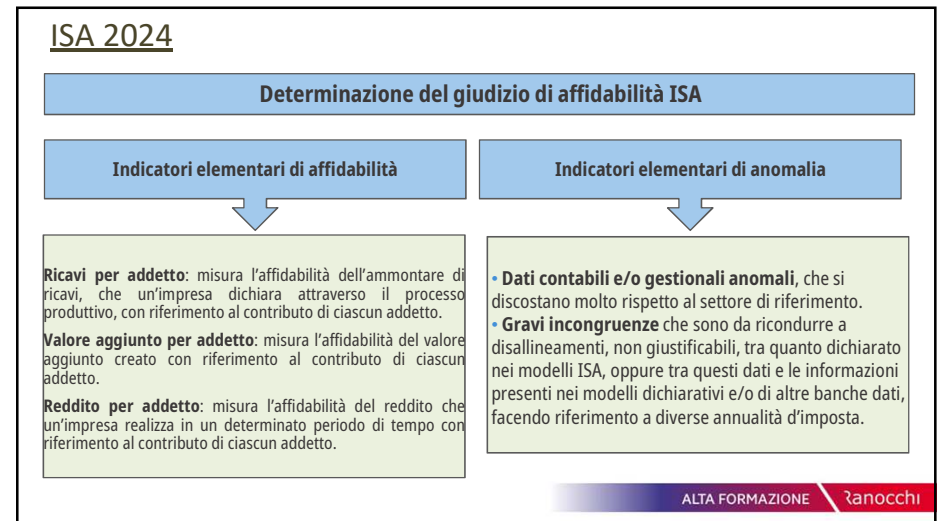 ISA 2024
Determinazione del giudizio di affidabilità ISA
Indicatori elementari di affidabilità
Ricavi per addetto: misura l’affidabilità dell’ammontare di
ricavi, che un’impresa dichiara attraverso il processo
produttivo, con riferimento al contributo di ciascun addetto.
Valore aggiunto per addetto: misura l’affidabilità del valore
aggiunto creato con riferimento al contributo di ciascun
addetto.
Reddito per addetto: misura l’affidabilità del reddito che
un’impresa realizza in un determinato periodo di tempo con
riferimento al contributo di ciascun addetto.
Indicatori elementari di anomalia
• Dati contabili e/o gestionali anomali, che si
discostano molto rispetto al settore di riferimento.
• Gravi incongruenze che sono da ricondurre a
disallineamenti, non giustificabili, tra quanto dichiarato
nei modelli ISA, oppure tra questi dati e le informazioni
presenti nei modelli dichiarativi e/o di altre banche dati,
facendo riferimento a diverse annualità d’imposta.
ALTA FORMAZIONE Ranocchi